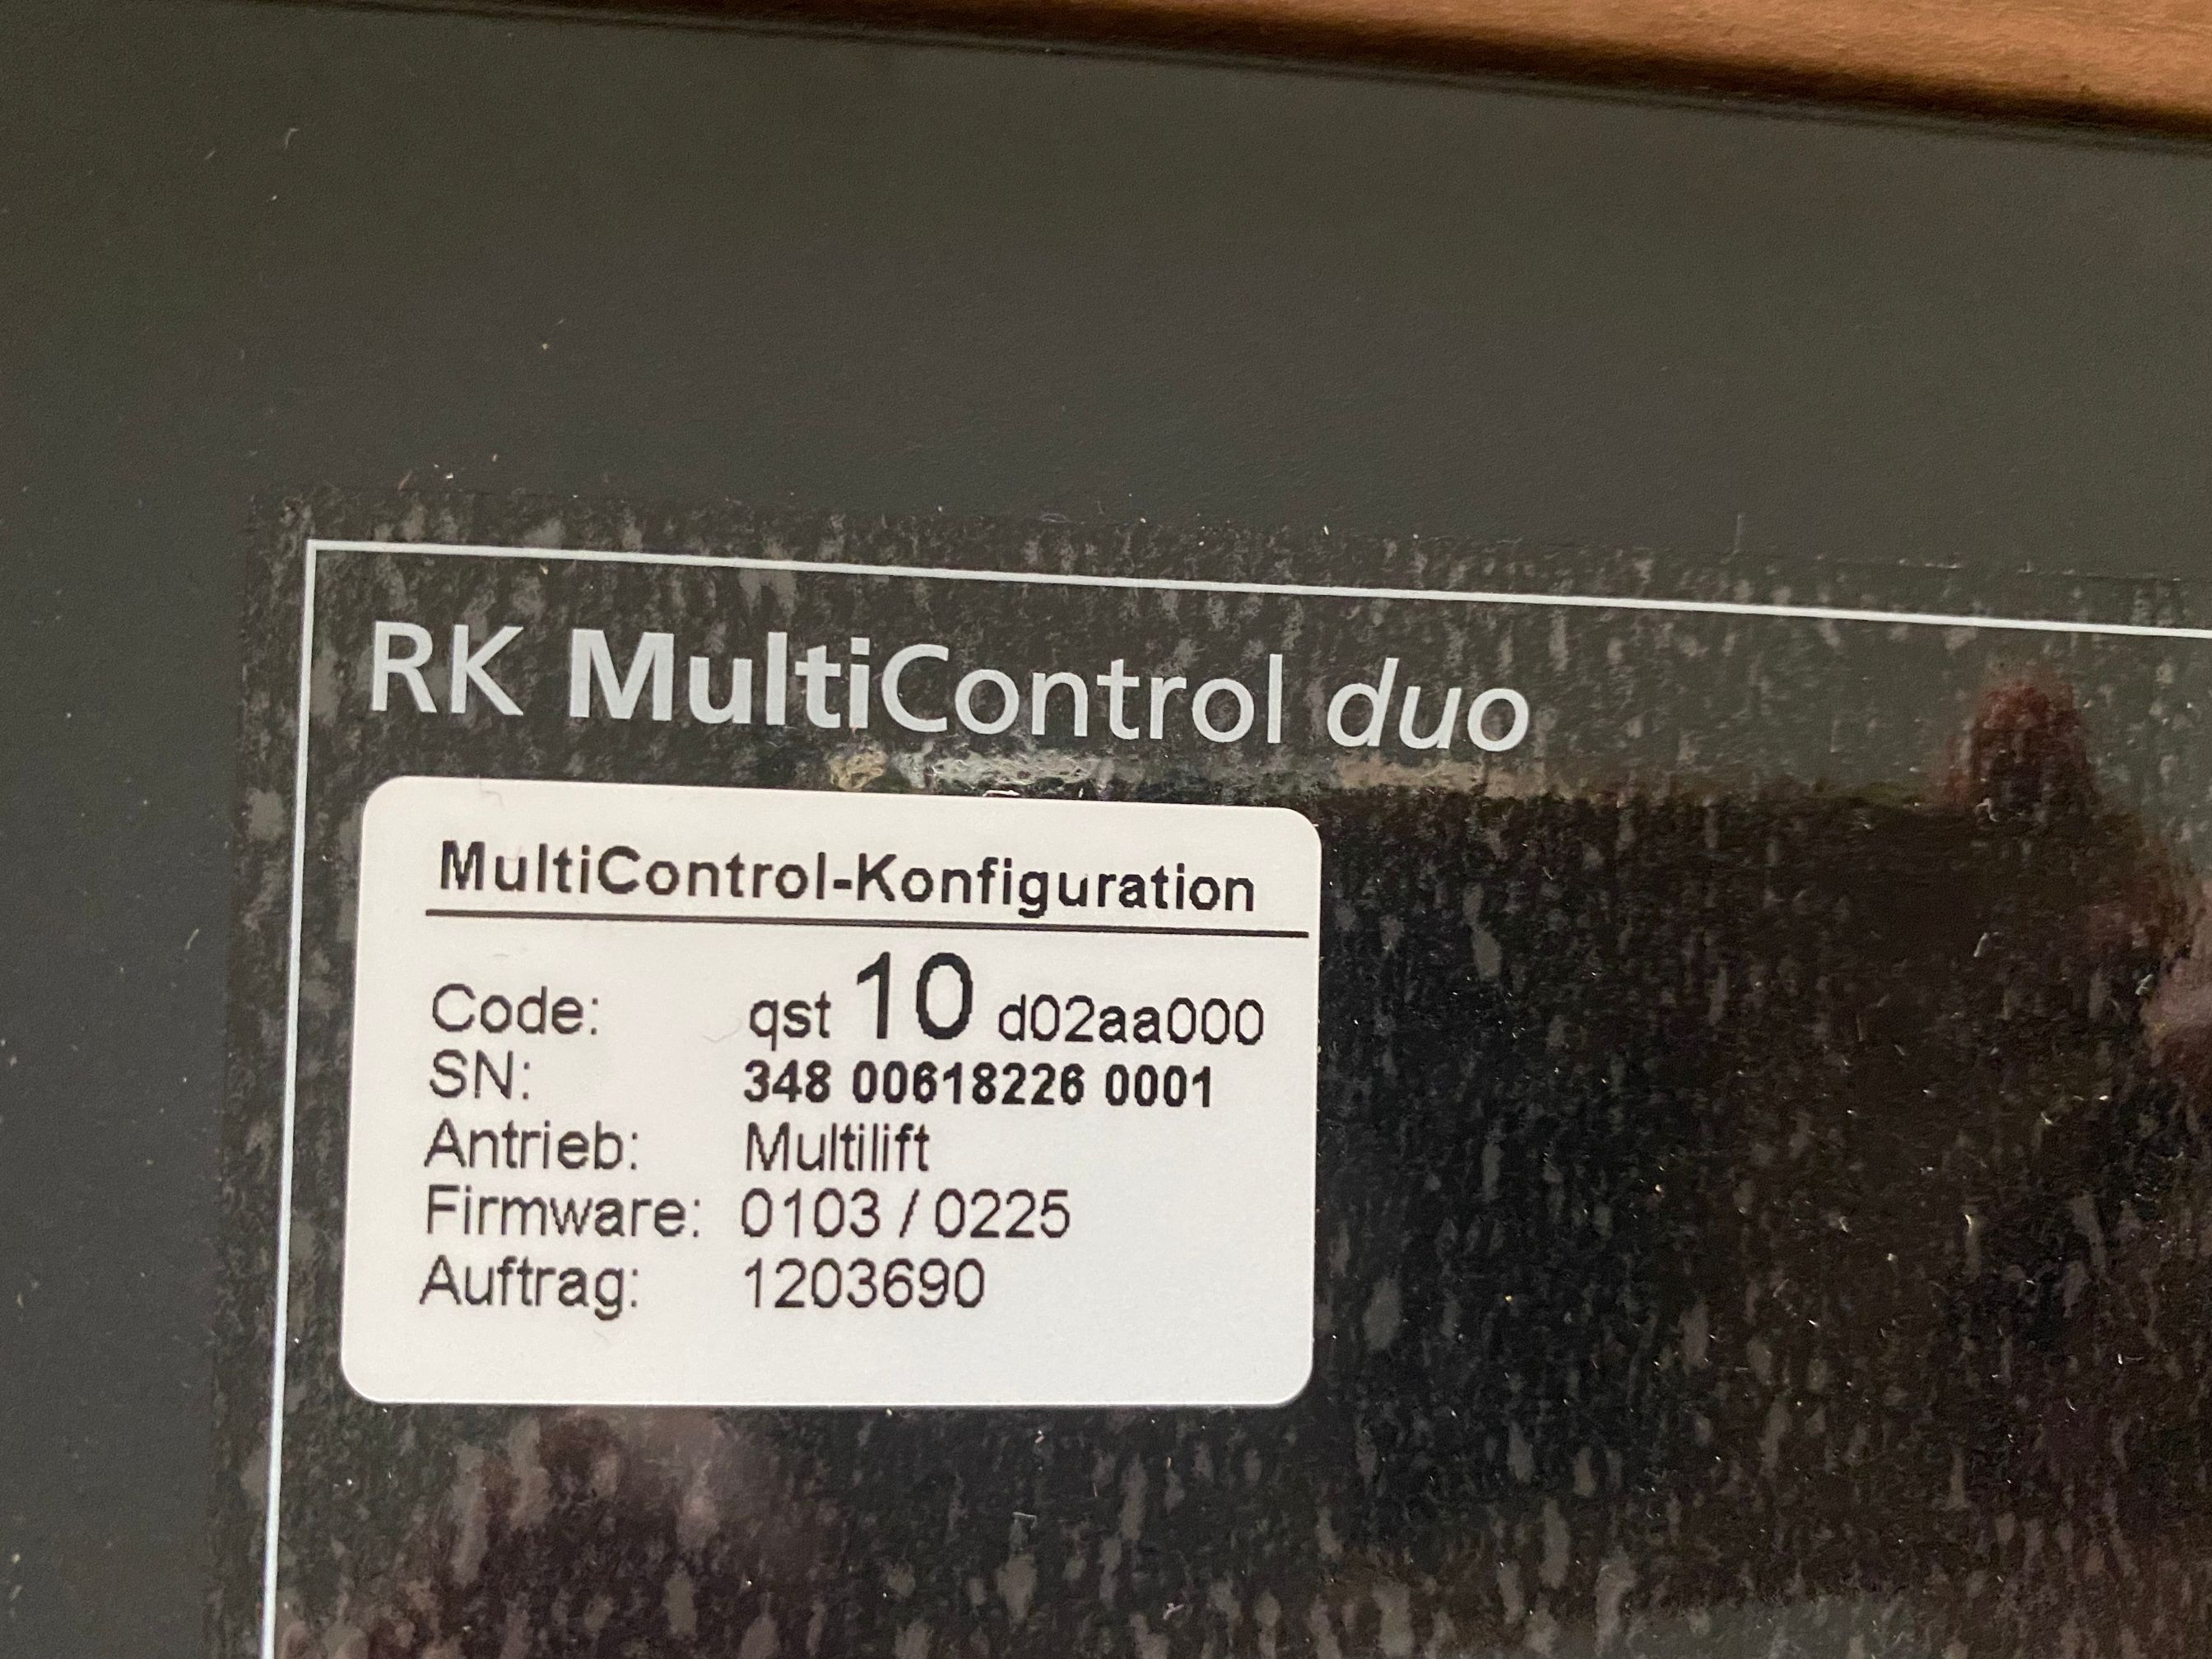 RK MultiControl duo
MultiControl-Konfiguration
Code: qst 10 d02aa000
SN: 348 00618226 0001
Antrieb: Multilift
Firmware: 0103 / 0225
Auftrag: 1203690